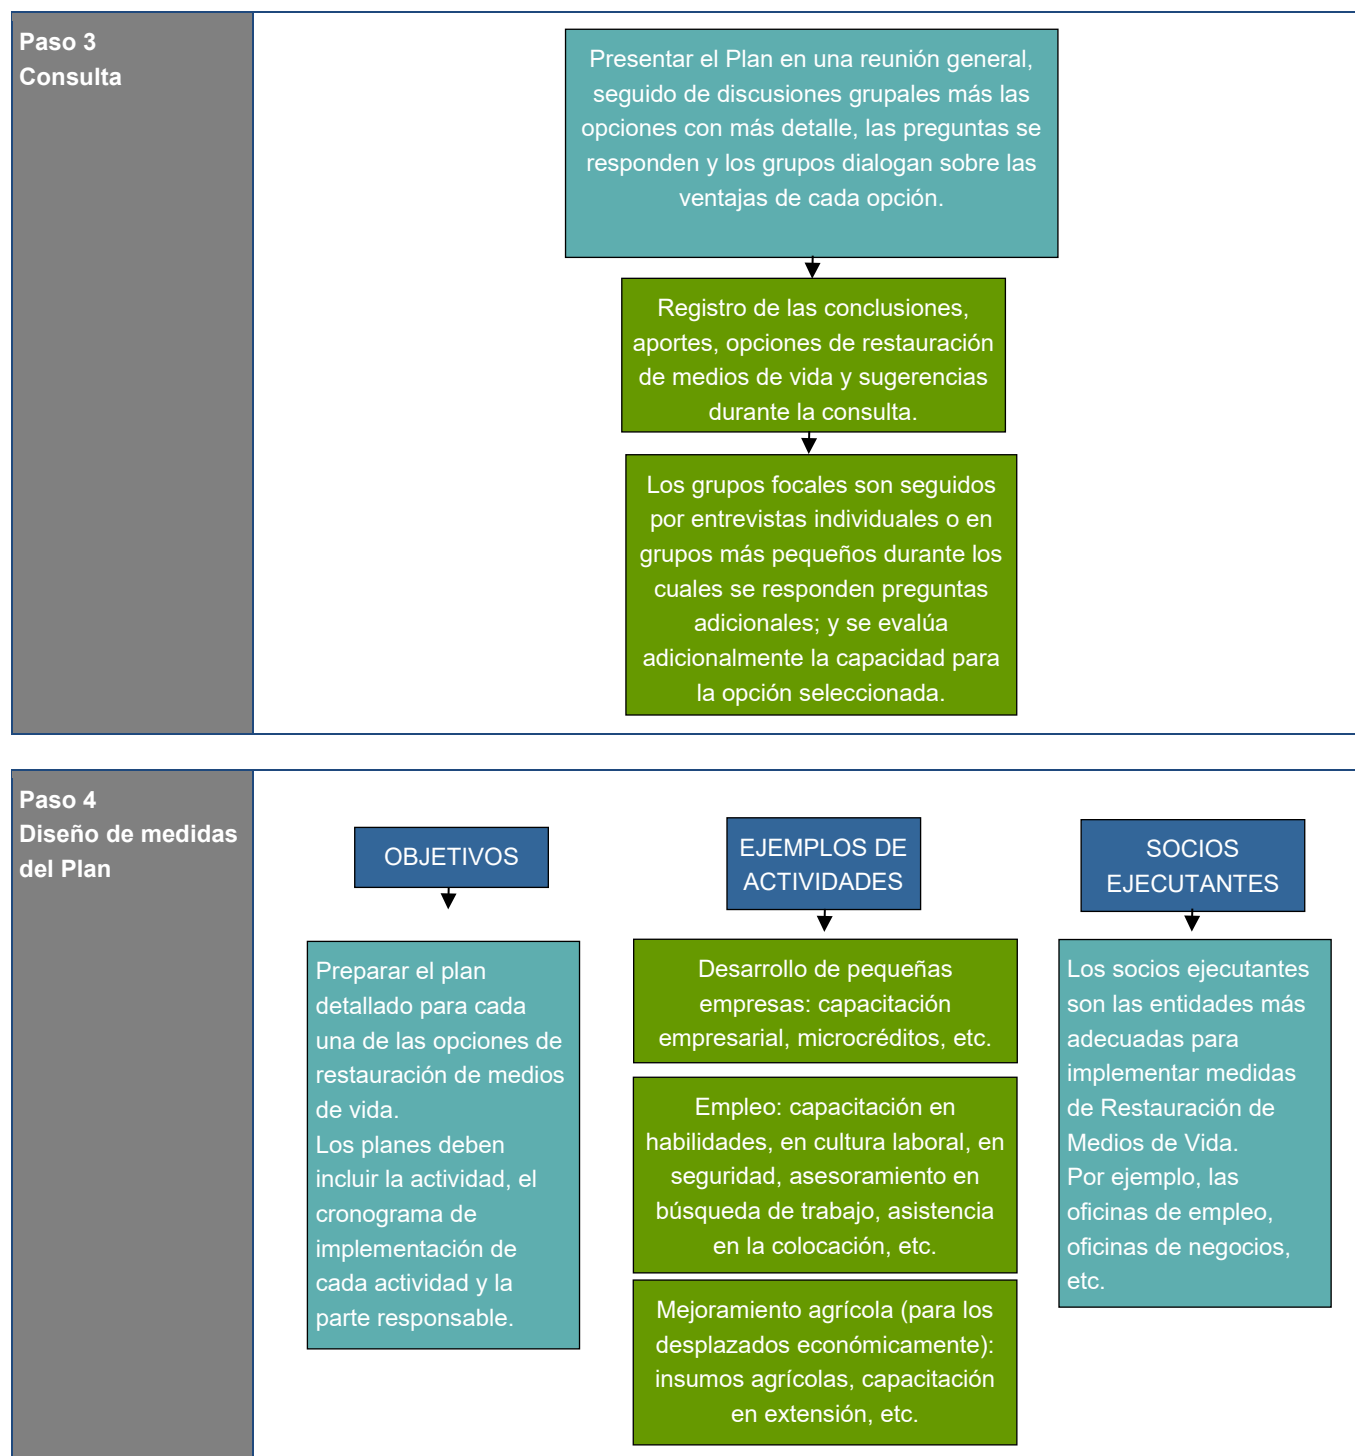 Paso 3
Consulta
Presentar el Plan en una reunión general,
seguido de discusiones grupales más las
opciones con más detalle, las preguntas se
responden y los grupos dialogan sobre las
ventajas de cada opción.
Registro de las conclusiones,
aportes, opciones de restauración
de medios de vida y sugerencias
durante la consulta.
Los grupos focales son seguidos
por entrevistas individuales o en
grupos más pequeños durante los
cuales se responden preguntas
adicionales; y se evalúa
adicionalmente la capacidad para
la opción seleccionada.
Paso 4
Diseño de medidas
del Plan
OBJETIVOS
Preparar el plan
detallado para cada
una de las opciones de
restauración de medios
de vida.
Los planes deben
incluir la actividad, el
cronograma de
implementación de
cada actividad y la
parte responsable.
EJEMPLOS DE
ACTIVIDADES
Desarrollo de pequeñas
empresas: capacitación
empresarial, microcréditos, etc.
Empleo: capacitación en
habilidades, en cultura laboral, en
seguridad, asesoramiento en
búsqueda de trabajo, asistencia
en la colocación, etc.
Mejoramiento agrícola (para los
desplazados económicamente):
insumos agrícolas, capacitación
en extensión, etc.
SOCIOS
EJECUTANTES
Los socios ejecutantes
son las entidades más
adecuadas para
implementar medidas
de Restauración de
Medios de Vida.
Por ejemplo, las
oficinas de empleo,
oficinas de negocios,
etc.